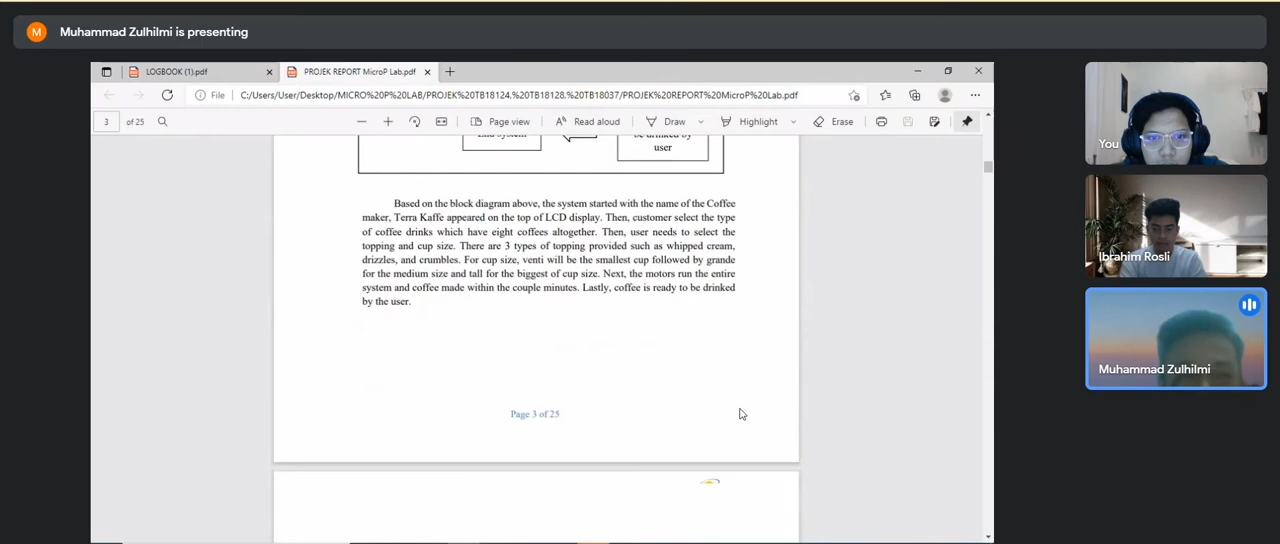 M Muhammad Zulhilmi is presenting
LOGBOOK (1).pdf
PROJEK REPORT MicroP Lab.pdf
File C:/Users/User/Desktop/MICRO%20P%20LAB/PROJEK%20TB18124,%20TB18128,%20TB18037/PROJEK%20REPORT%20MicroP%20Lab.pdf
3 of 25 Page view Read aloud Draw Highlight Erase
End system
be drinked by
user
Based on the block diagram above, the system started with the name of the Coffee
maker, Terra Kaffe appeared on the top of LCD display. Then, customer select the type
of coffee drinks which have eight coffees altogether. Then, user needs to select the
topping and cup size. There are 3 types of topping provided such as whipped cream,
drizzles, and crumbles. For cup size, venti will be the smallest cup followed by grande
for the medium size and tall for the biggest of cup size. Next, the motors run the entire
system and coffee made within the couple minutes. Lastly, coffee is ready to be drinked
by the user.
Page 3 of 25
You
Ibrahim Rosli
Muhammad Zulhilmi